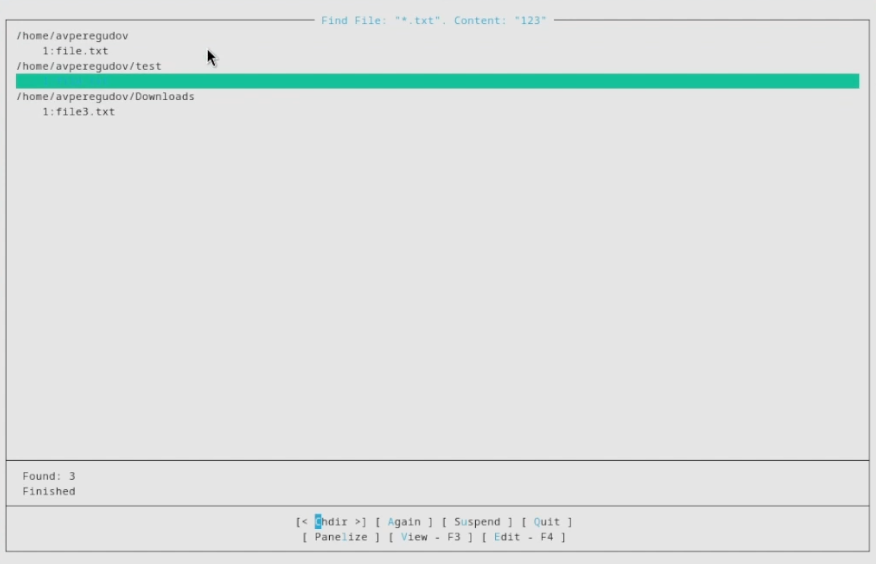 Find File: "*.txt". Content: "123"
/home/avperegudov
1:file.txt
/home/avperegudov/test
/home/avperegudov/Downloads
1:file3.txt
Found: 3
Finished
[< Chdir >] [ Again ] [ Suspend ] [ Quit ]
[ Panelize ] [ View - F3 ] [ Edit - F4 ]